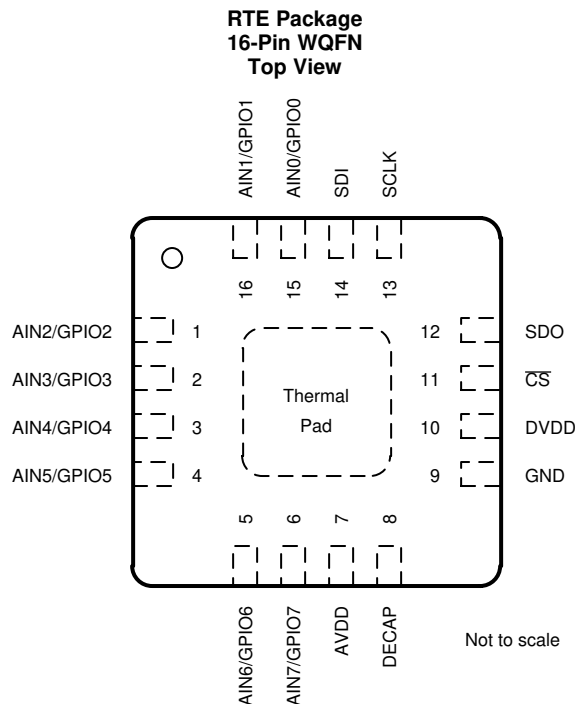 RTE Package
16-Pin WQFN
Top View
AIN1/GPIO1
AIN0/GPIO0
SDI
SCLK
16
15
14
13
AIN2/GPIO2 1
AIN3/GPIO3 2
AIN4/GPIO4 3
AIN5/GPIO5 4
Thermal
Pad
12 SDO
11 C̅S̅
10 DVDD
9 GND
5
6
7
8
AIN6/GPIO6
AIN7/GPIO7
AVDD
DECAP
Not to scale